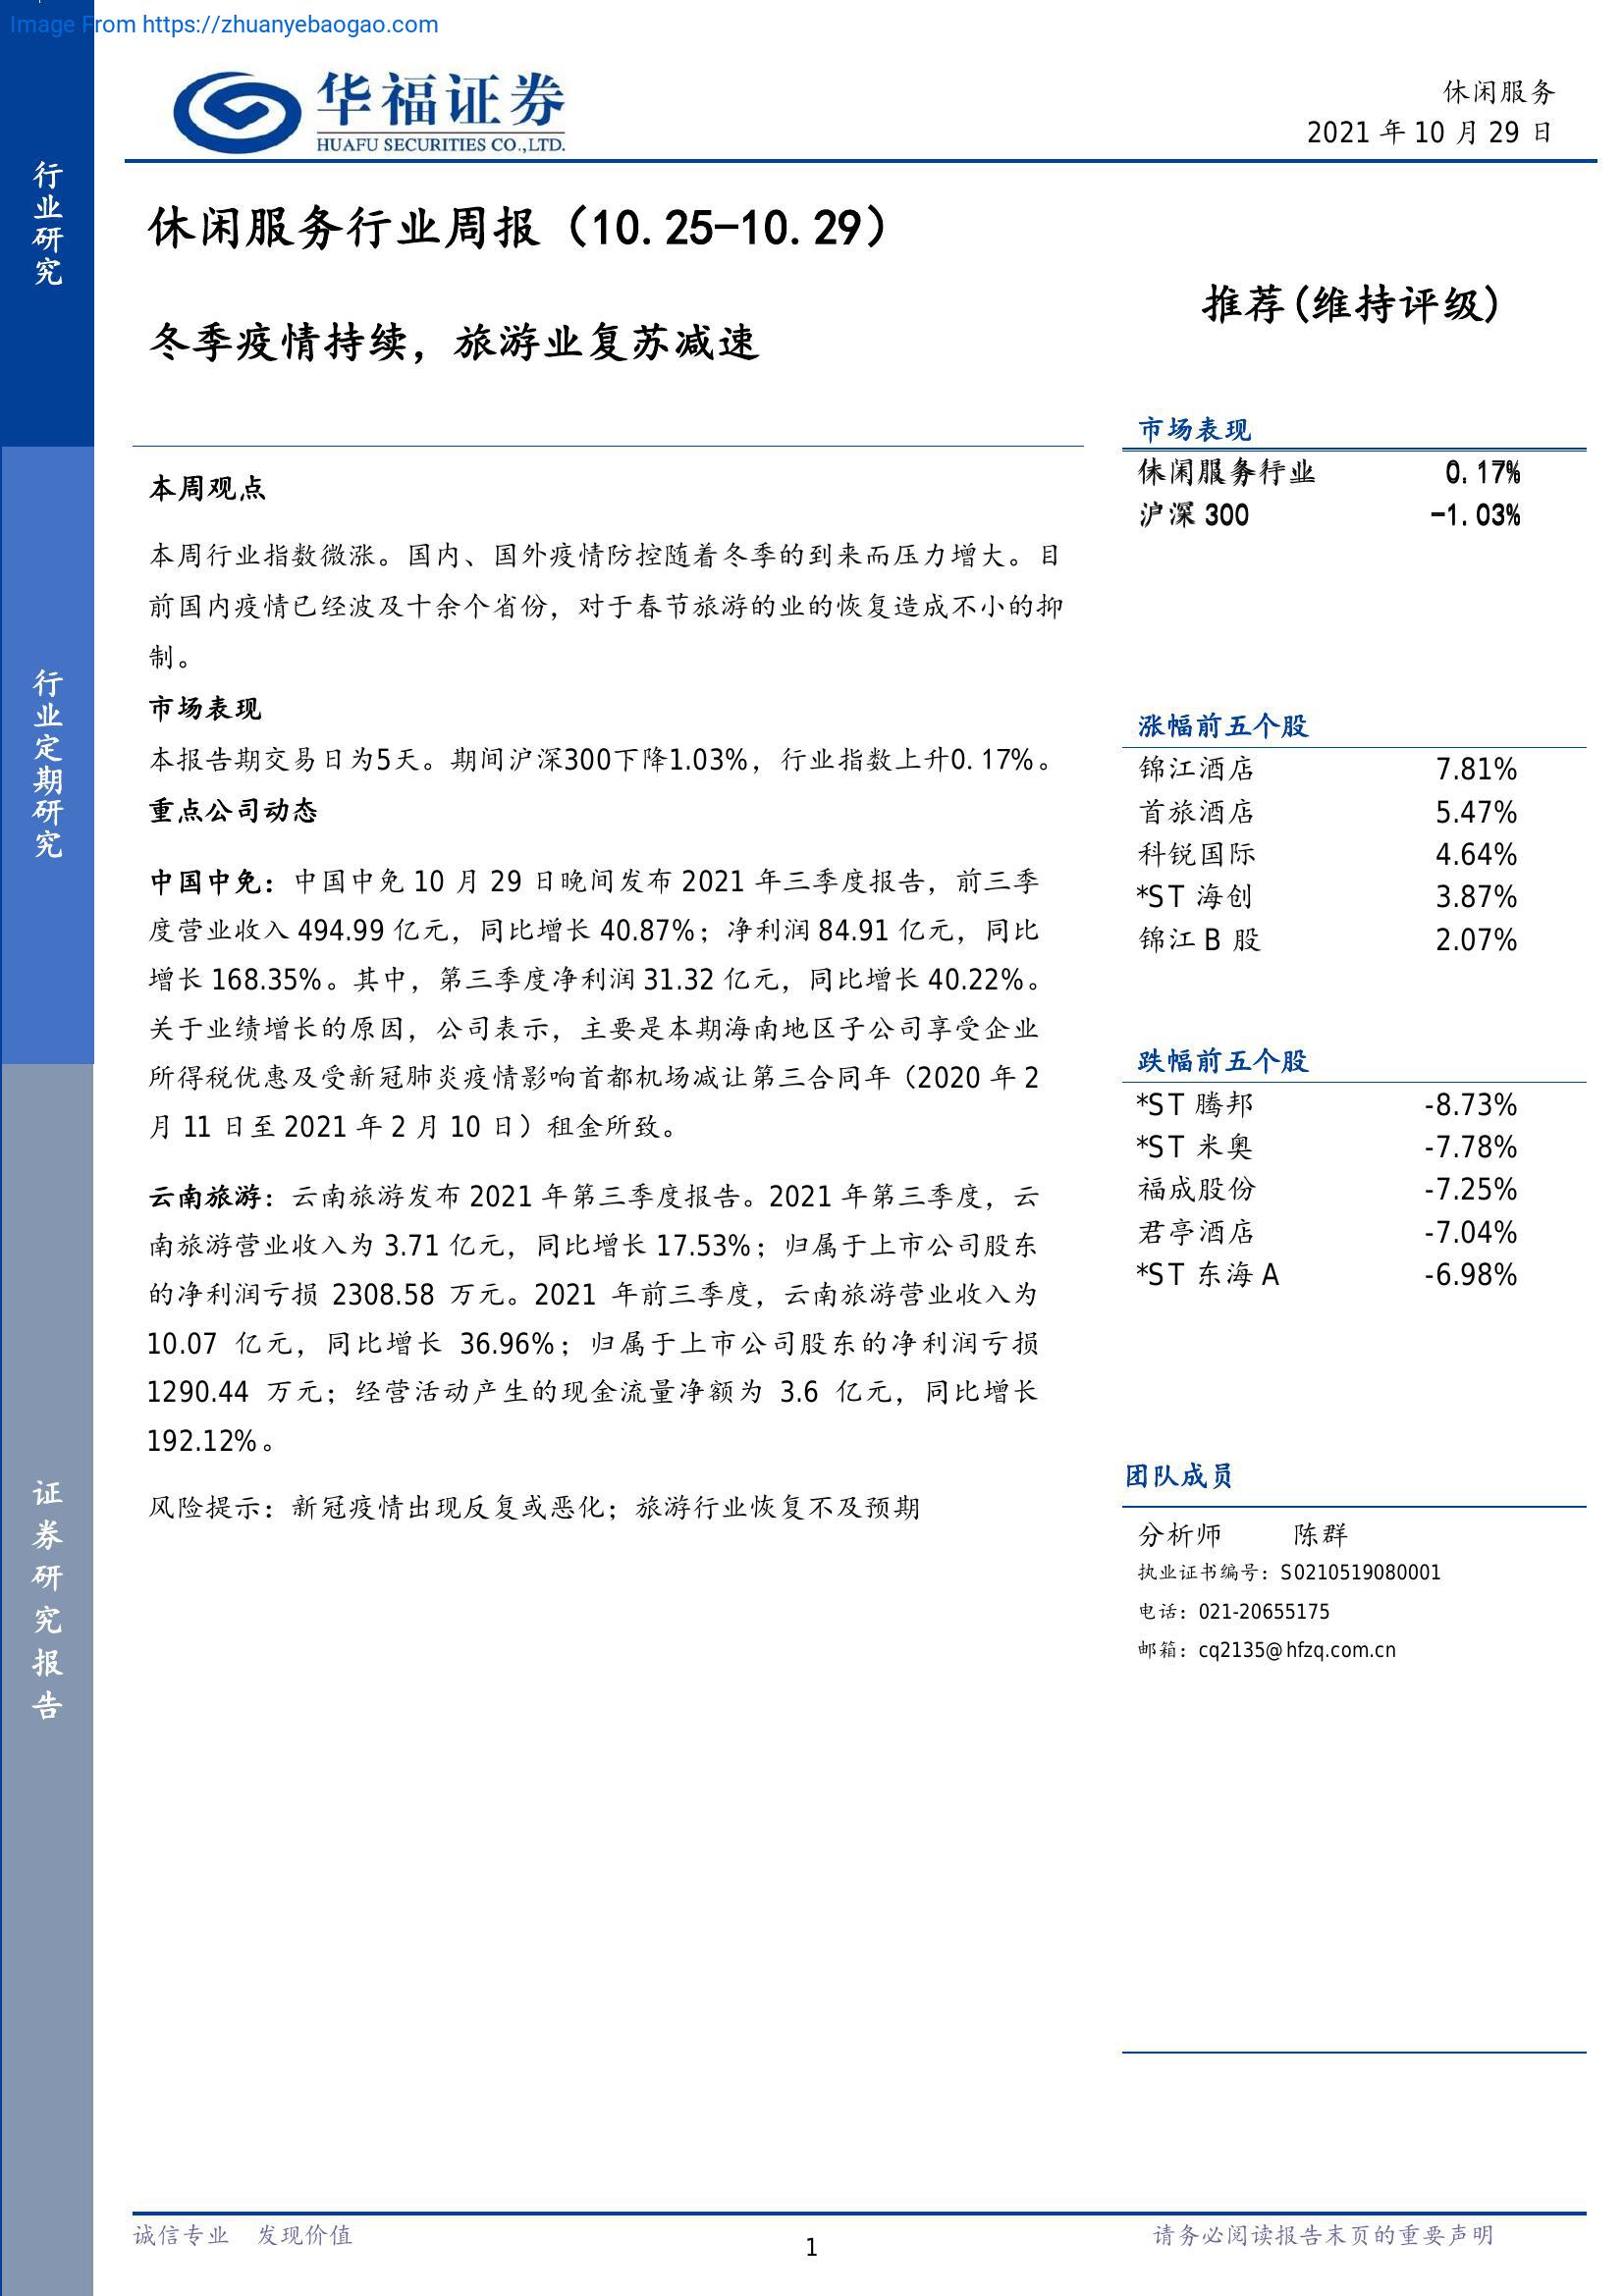 Image From https://zhuanyebaogao.com
华福证券
HUAFU SECURITIES CO.,LTD.
休闲服务
2021 年 10 月 29 日
行业研究
行业定期研究
证券研究报告
休闲服务行业周报（10.25-10.29）
冬季疫情持续，旅游业复苏减速
推荐(维持评级)
本周观点
本周行业指数微涨。国内、国外疫情防控随着冬季的到来而压力增大。目
前国内疫情已经波及十余个省份，对于春节旅游的业的恢复造成不小的抑
制。
市场表现
本报告期交易日为5天。期间沪深300下降1.03%，行业指数上升0.17%。
重点公司动态
中国中免：中国中免 10 月 29 日晚间发布 2021 年三季度报告，前三季
度营业收入 494.99 亿元，同比增长 40.87%；净利润 84.91 亿元，同比
增长 168.35%。其中，第三季度净利润 31.32 亿元，同比增长 40.22%。
关于业绩增长的原因，公司表示，主要是本期海南地区子公司享受企业
所得税优惠及受新冠肺炎疫情影响首都机场减让第三合同年（2020 年 2
月 11 日至 2021 年 2 月 10 日）租金所致。
云南旅游：云南旅游发布 2021 年第三季度报告。2021 年第三季度，云
南旅游营业收入为 3.71 亿元，同比增长 17.53%；归属于上市公司股东
的净利润亏损 2308.58 万元。2021 年前三季度，云南旅游营业收入为
10.07 亿元，同比增长 36.96%；归属于上市公司股东的净利润亏损
1290.44 万元；经营活动产生的现金流量净额为 3.6 亿元，同比增长
192.12%。
风险提示：新冠疫情出现反复或恶化；旅游行业恢复不及预期
市场表现
休闲服务行业 0.17%
沪深 300 -1.03%
涨幅前五个股
锦江酒店 7.81%
首旅酒店 5.47%
科锐国际 4.64%
*ST 海创 3.87%
锦江 B 股 2.07%
跌幅前五个股
*ST 腾邦 -8.73%
*ST 米奥 -7.78%
福成股份 -7.25%
君亭酒店 -7.04%
*ST 东海 A -6.98%
团队成员
分析师 陈群
执业证书编号：S0210519080001
电话：021-20655175
邮箱：cq2135@hfzq.com.cn
诚信专业 发现价值
1
请务必阅读报告末页的重要声明